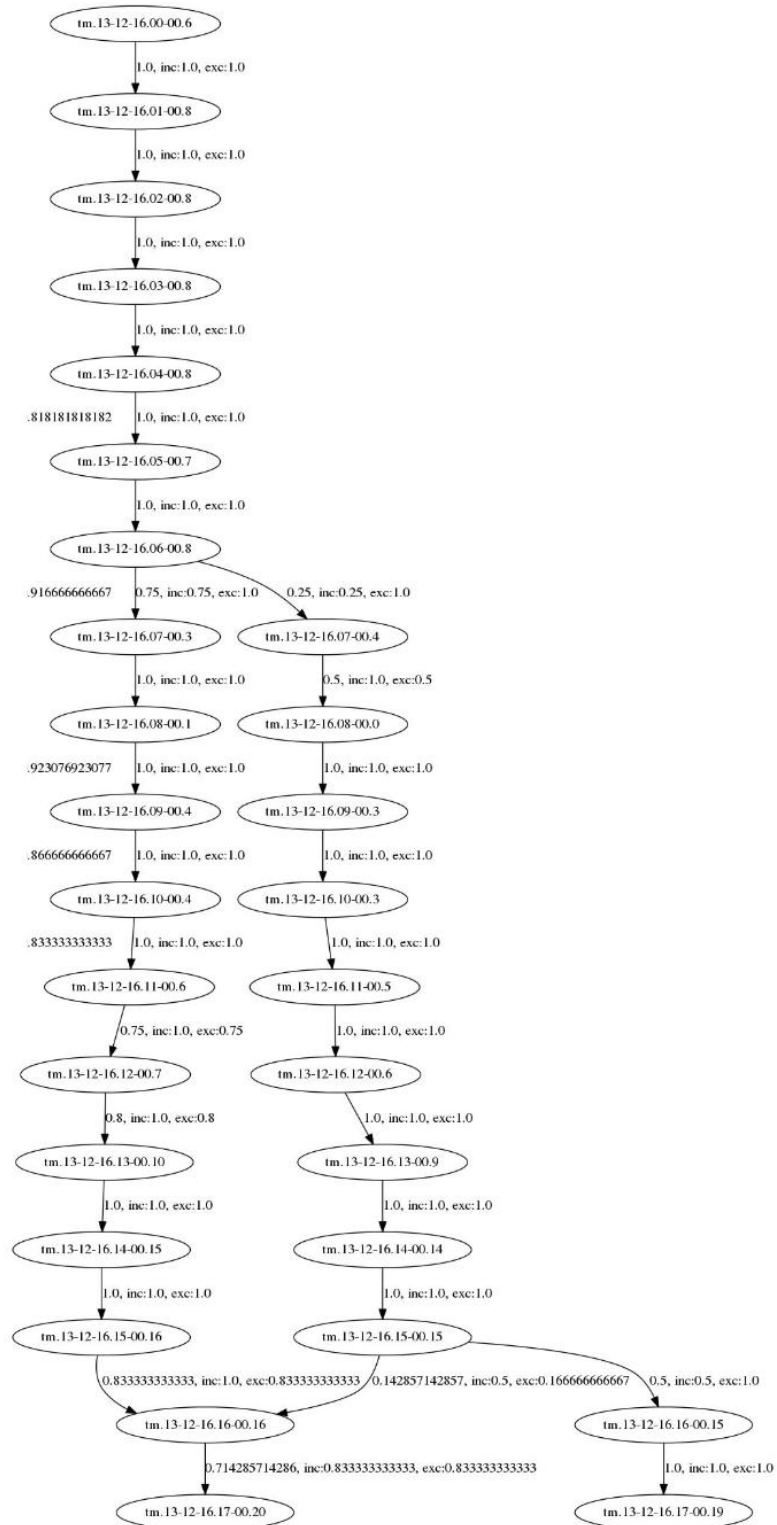 tm.13-12-16.00-00.6
1.0, inc:1.0, exc:1.0
tm.13-12-16.01-00.8
1.0, inc:1.0, exc:1.0
tm.13-12-16.02-00.8
1.0, inc:1.0, exc:1.0
tm.13-12-16.03-00.8
1.0, inc:1.0, exc:1.0
tm.13-12-16.04-00.8
.818181818182 1.0, inc:1.0, exc:1.0
tm.13-12-16.05-00.7
1.0, inc:1.0, exc:1.0
tm.13-12-16.06-00.8
.916666666667 0.75, inc:0.75, exc:1.0 0.25, inc:0.25, exc:1.0
tm.13-12-16.07-00.3 tm.13-12-16.07-00.4
1.0, inc:1.0, exc:1.0 0.5, inc:1.0, exc:0.5
tm.13-12-16.08-00.1 tm.13-12-16.08-00.0
.923076923077 1.0, inc:1.0, exc:1.0 1.0, inc:1.0, exc:1.0
tm.13-12-16.09-00.4 tm.13-12-16.09-00.3
.866666666667 1.0, inc:1.0, exc:1.0 1.0, inc:1.0, exc:1.0
tm.13-12-16.10-00.4 tm.13-12-16.10-00.3
.833333333333 1.0, inc:1.0, exc:1.0 1.0, inc:1.0, exc:1.0
tm.13-12-16.11-00.6 tm.13-12-16.11-00.5
0.75, inc:1.0, exc:0.75 1.0, inc:1.0, exc:1.0
tm.13-12-16.12-00.7 tm.13-12-16.12-00.6
0.8, inc:1.0, exc:0.8 1.0, inc:1.0, exc:1.0
tm.13-12-16.13-00.10 tm.13-12-16.13-00.9
1.0, inc:1.0, exc:1.0 1.0, inc:1.0, exc:1.0
tm.13-12-16.14-00.15 tm.13-12-16.14-00.14
1.0, inc:1.0, exc:1.0 1.0, inc:1.0, exc:1.0
tm.13-12-16.15-00.16 tm.13-12-16.15-00.15
0.833333333333, inc:1.0, exc:0.833333333333 0.142857142857, inc:0.5, exc:0.166666666667 0.5, inc:0.5, exc:1.0
tm.13-12-16.16-00.16 tm.13-12-16.16-00.15
0.714285714286, inc:0.833333333333, exc:0.833333333333 1.0, inc:1.0, exc:1.0
tm.13-12-16.17-00.20 tm.13-12-16.17-00.19